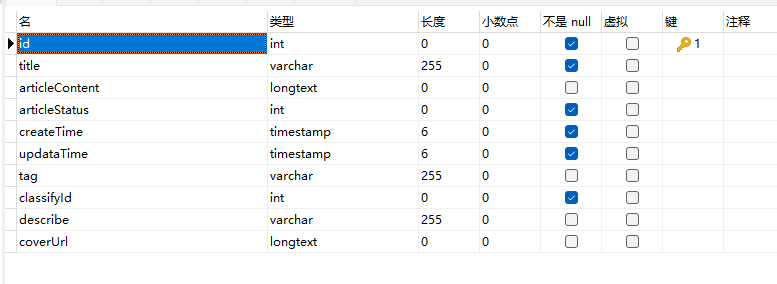 名 类型 长度 小数点 不是 null 虚拟 键 注释
id int 0 0 1
title varchar 255 0
articleContent longtext 0 0
articleStatus int 0 0
createTime timestamp 6 0
updataTime timestamp 6 0
tag varchar 255 0
classifyId int 0 0
describe varchar 255 0
coverUrl longtext 0 0